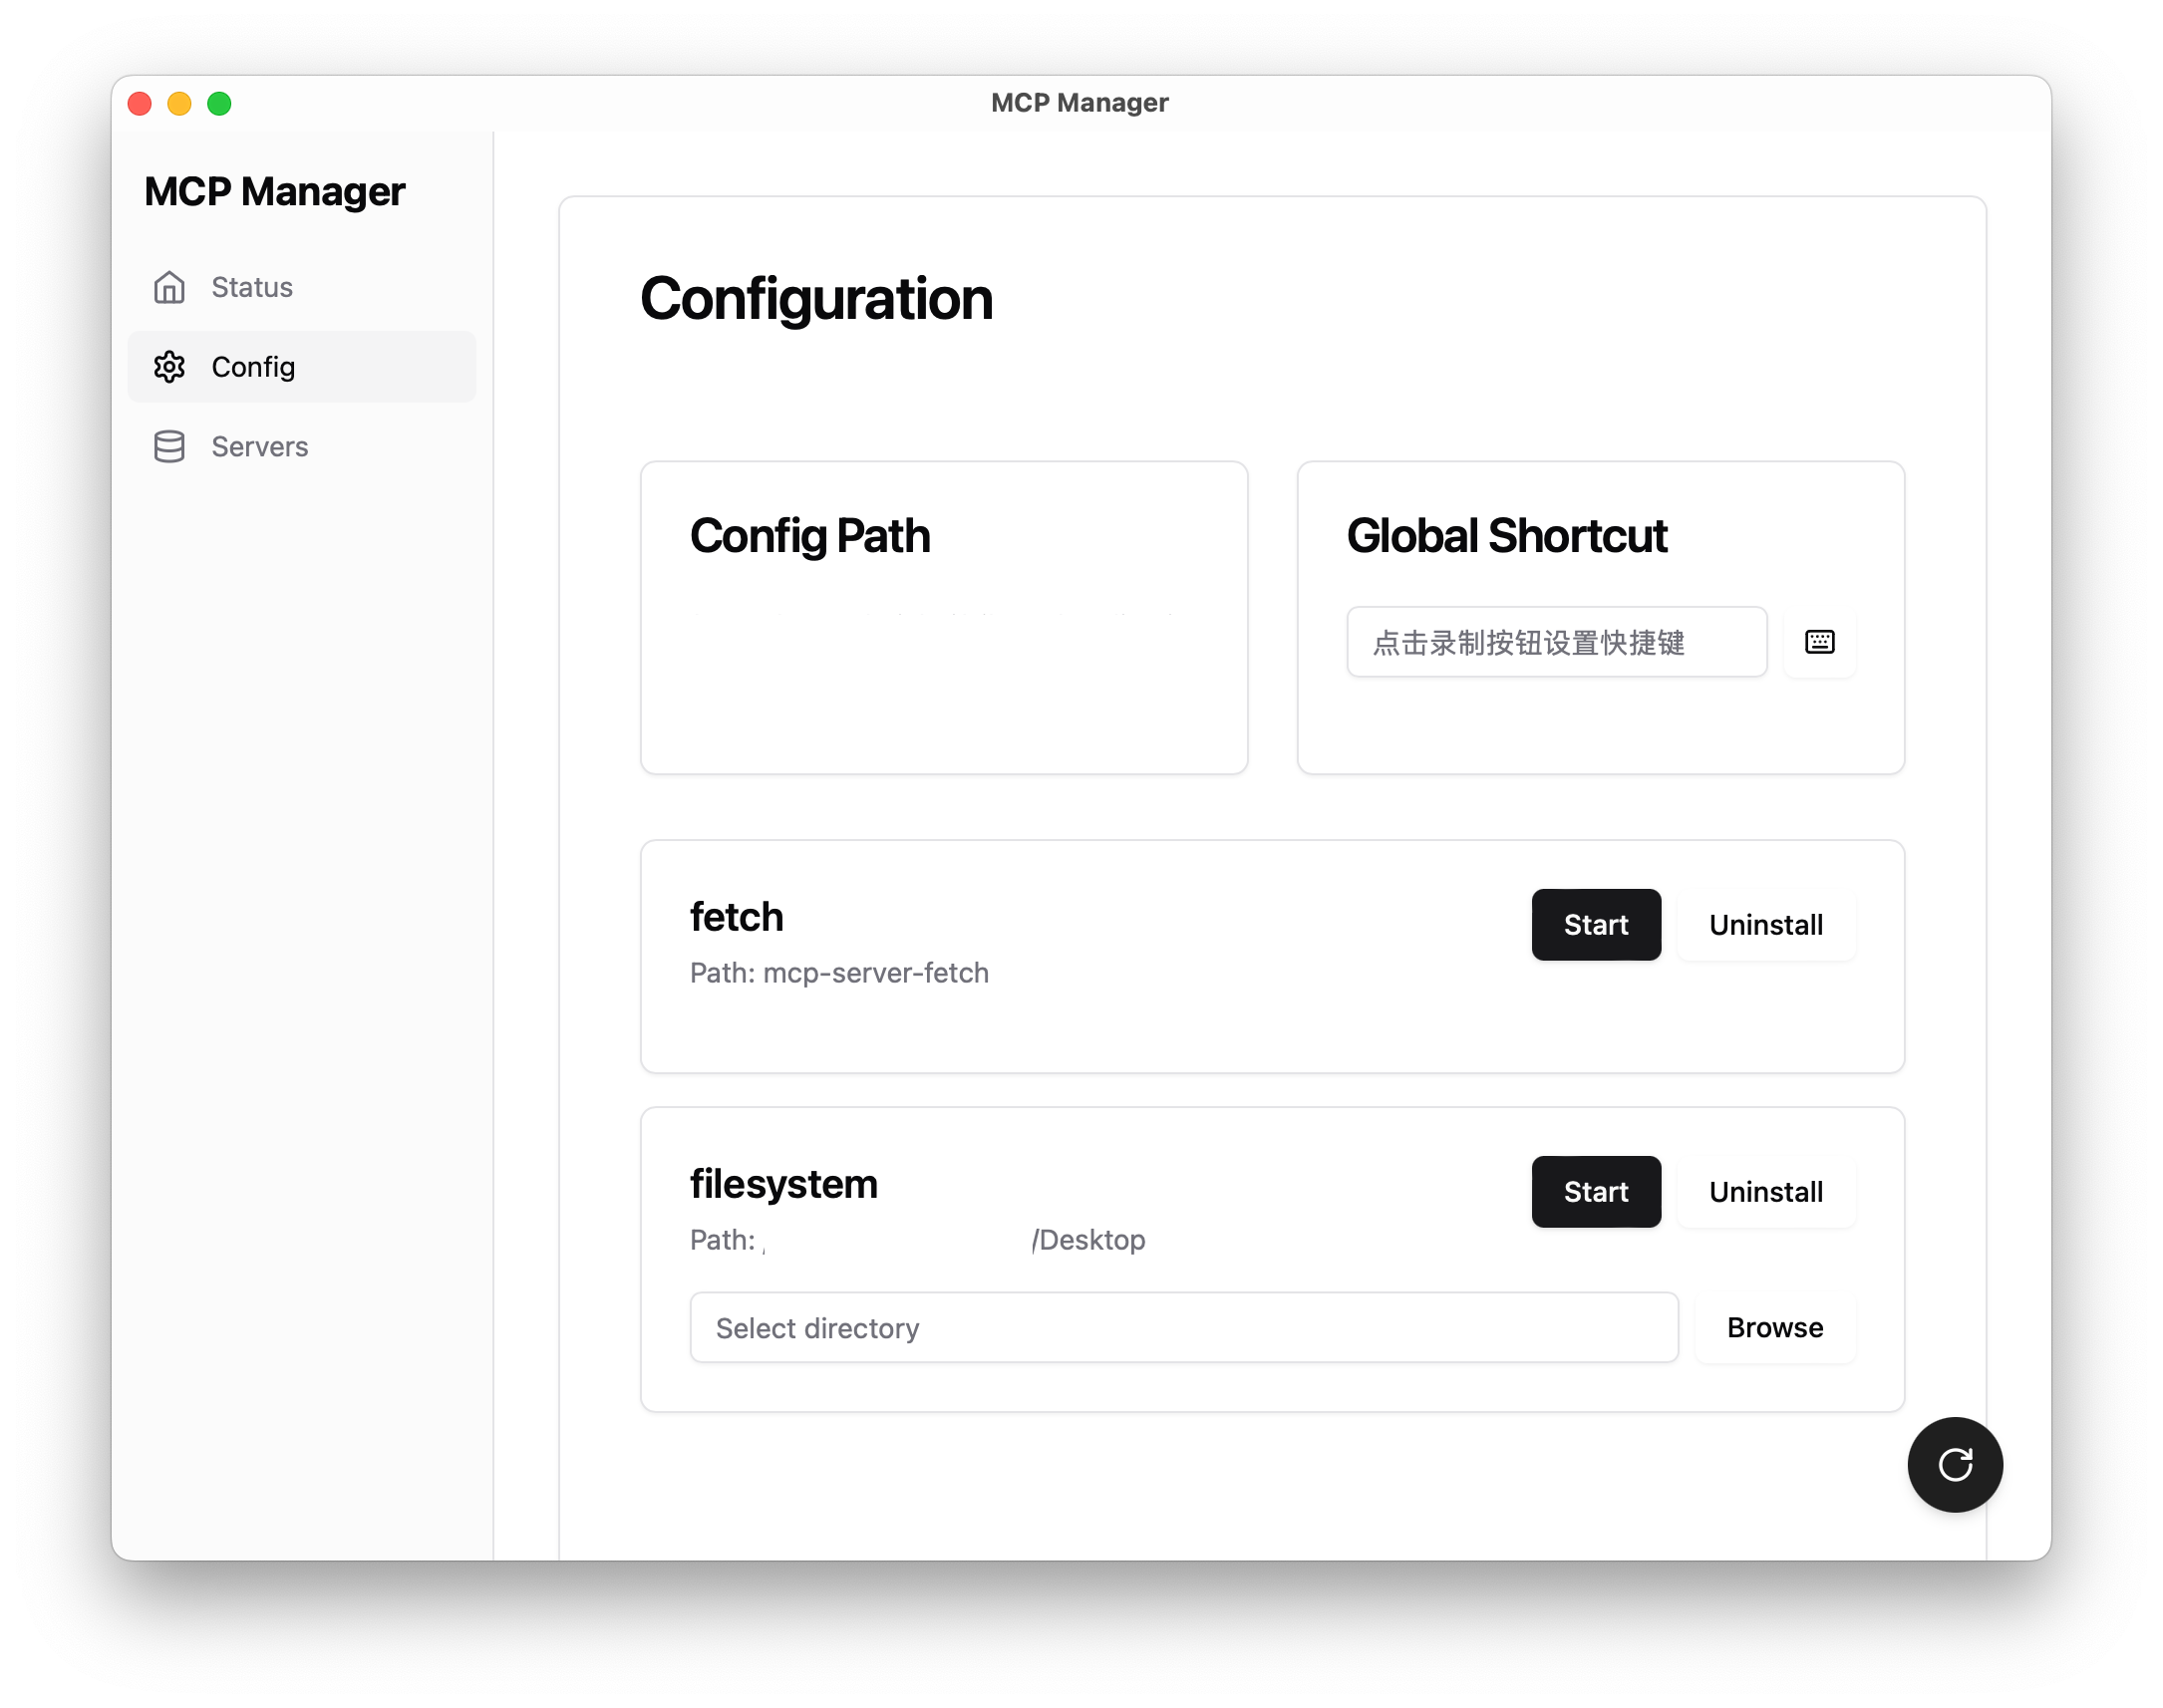 MCP Manager
MCP Manager
Status
Config
Servers
Configuration
Config Path
Global Shortcut
点击录制按钮设置快捷键
fetch
Start
Uninstall
Path: mcp-server-fetch
filesystem
Start
Uninstall
Path: /Desktop
Select directory
Browse